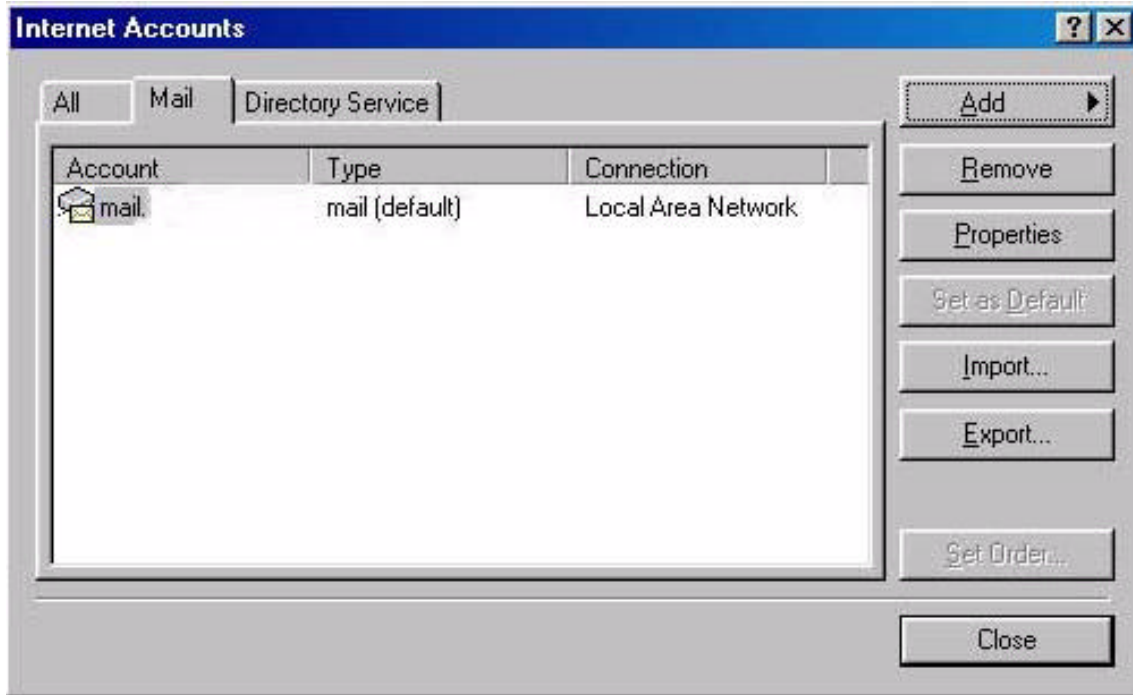 Internet Accounts
All Mail Directory Service
Add
Account Type Connection
Remove
mail. mail (default) Local Area Network
Properties
Set as Default
Import...
Export...
Set Order...
Close